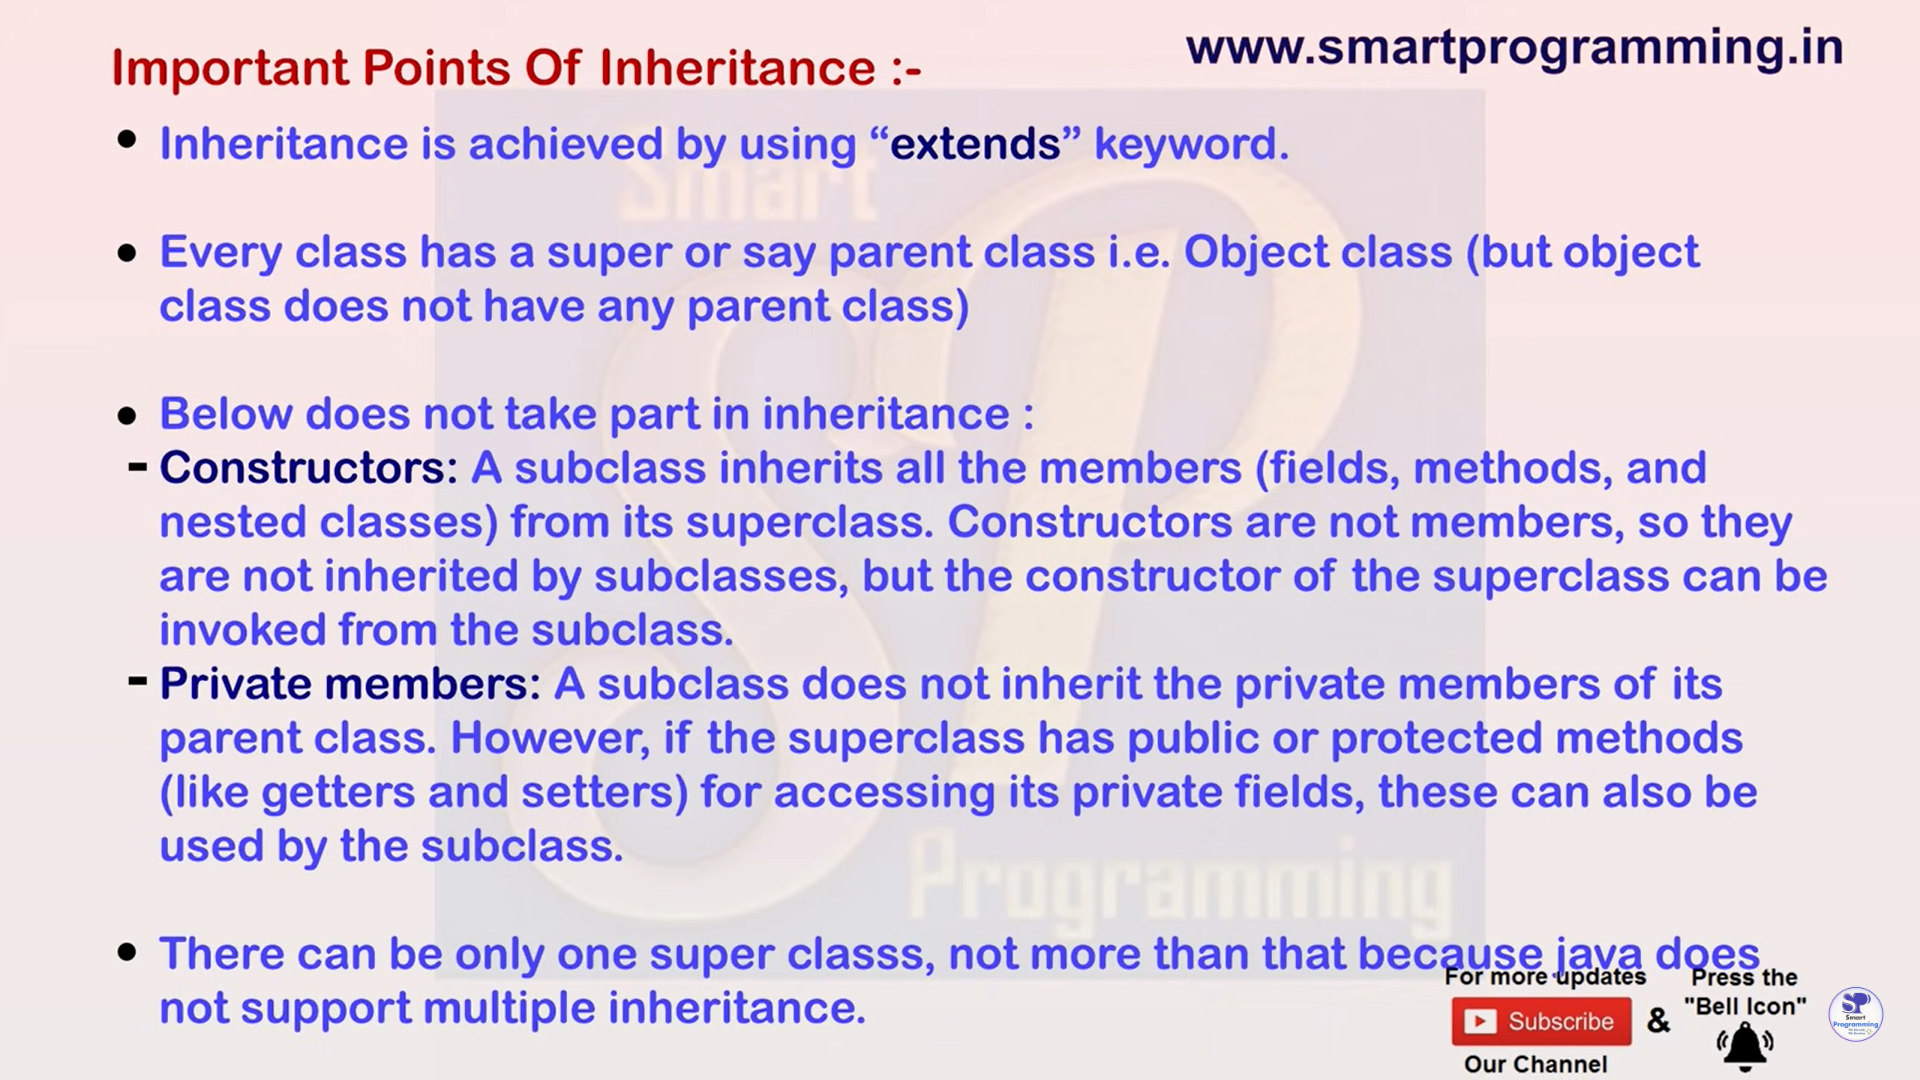 www.smartprogramming.in
Important Points Of Inheritance :-
• Inheritance is achieved by using “extends” keyword.
• Every class has a super or say parent class i.e. Object class (but object
class does not have any parent class)
• Below does not take part in inheritance :
- Constructors: A subclass inherits all the members (fields, methods, and
nested classes) from its superclass. Constructors are not members, so they
are not inherited by subclasses, but the constructor of the superclass can be
invoked from the subclass.
- Private members: A subclass does not inherit the private members of its
parent class. However, if the superclass has public or protected methods
(like getters and setters) for accessing its private fields, these can also be
used by the subclass.
• There can be only one super classs, not more than that because java does
not support multiple inheritance.
For more updates
Subscribe
Our Channel
&
Press the
"Bell Icon"
Smart
SP
Programming
SP
Smart
Programming